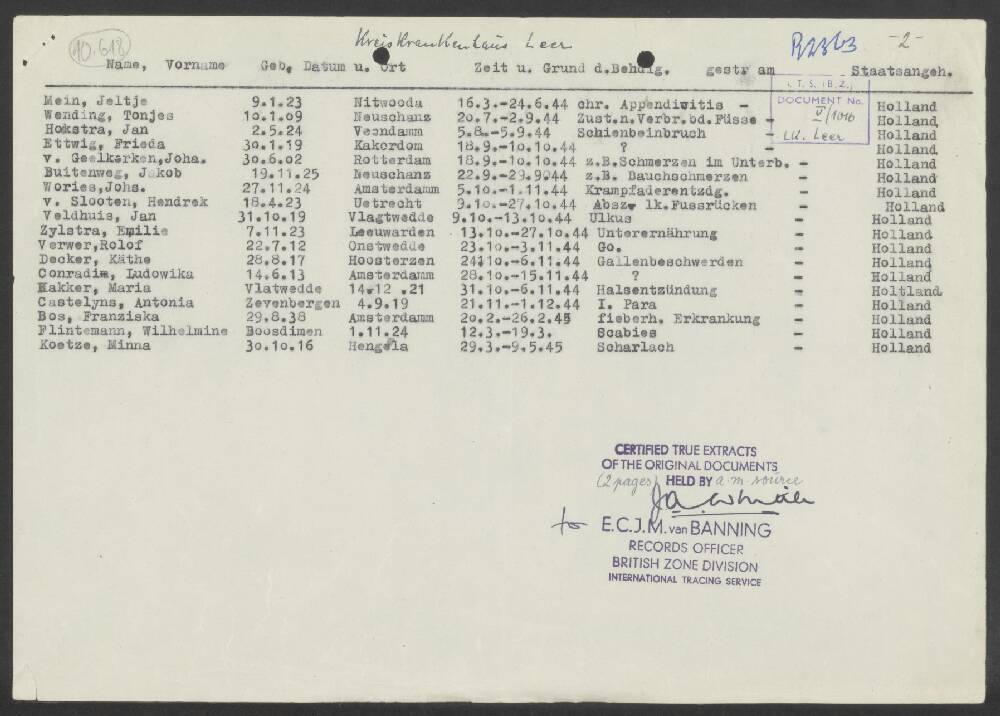 10.618
Kreiskrankenhaus Leer
R2363
-2-
Name, Vorname Geb. Datum u. Ort Zeit u. Grund d.Behdlg. gestr am Staatsangeh.
I.T.S. (B.Z.)
DOCUMENT No.
V/1016
LK. Leer
Mein, Jeltje 9.1.23 Nitwooda 16.3.-24.6.44 chr. Appendivitis - Holland
Wending, Tonjes 10.1.09 Neuschanz 20.7.-2.9.44 Zust.n.Verbr.bd.Füsse - Holland
Hokstra, Jan 2.5.24 Veendamm 5.8.-5.9.44 Schienbeinbruch Holland
Ettwig, Frieda 30.1.19 Kakerdom 18.9.-10.10.44 ? - Holland
v. Geelkerken,Joha. 30.6.02 Rotterdam 18.9.-10.10.44 z.B.Schmerzen im Unterb. - Holland
Buitenweg, Jakob 19.11.25 Neuschanz 22.9.-29.9044 z.B. Bauchschmerzen - Holland
Wories,Johs. 27.11.24 Amsterdamm 5.10.-1.11.44 Krampfaderentzdg. - Holland
v. Slooten, Hendrek 18.4.23 Uetrecht 9.10.-27.10.44 Absz. lk.Fussrücken - Holland
Veldhuis, Jan 31.10.19 Vlagtwedde 9.10.-13.10.44 Ulkus - Holland
Zylstra, Emilie 7.11.23 Leeuwarden 13.10.-27.10.44 Unterernährung - Holland
Verwer,Rolof 22.7.12 Onstwedde 23.10.-3.11.44 Go. - Holland
Decker, Käthe 28.8.17 Hoosterzen 24.10.-6.11.44 Gallenbeschwerden - Holland
Conradie, Ludowika 14.6.13 Amsterdamm 28.10.-15.11.44 ? - Holland
Hakker, Maria Vlatwedde 14.12 .21 31.10.-6.11.44 Halsentzündung - Holtland
Castelyns, Antonia Zevenbergen 4.9.19 21.11.-1.12.44 I. Para - Holland
Bos, Franziska 29.8.38 Amsterdamm 20.2.-26.2.45 fieberh. Erkrankung - Holland
Flintemann, Wilhelmine Boosdimen 1.11.24 12.3.-19.3. Scabies - Holland
Koetze, Minna 30.10.16 Hengela 29.3.-9.5.45 Scharlach - Holland
CERTIFIED TRUE EXTRACTS
OF THE ORIGINAL DOCUMENTS
(2 pages) HELD BY a.m. source
for E.C.J.M. van BANNING
RECORDS OFFICER
BRITISH ZONE DIVISION
INTERNATIONAL TRACING SERVICE